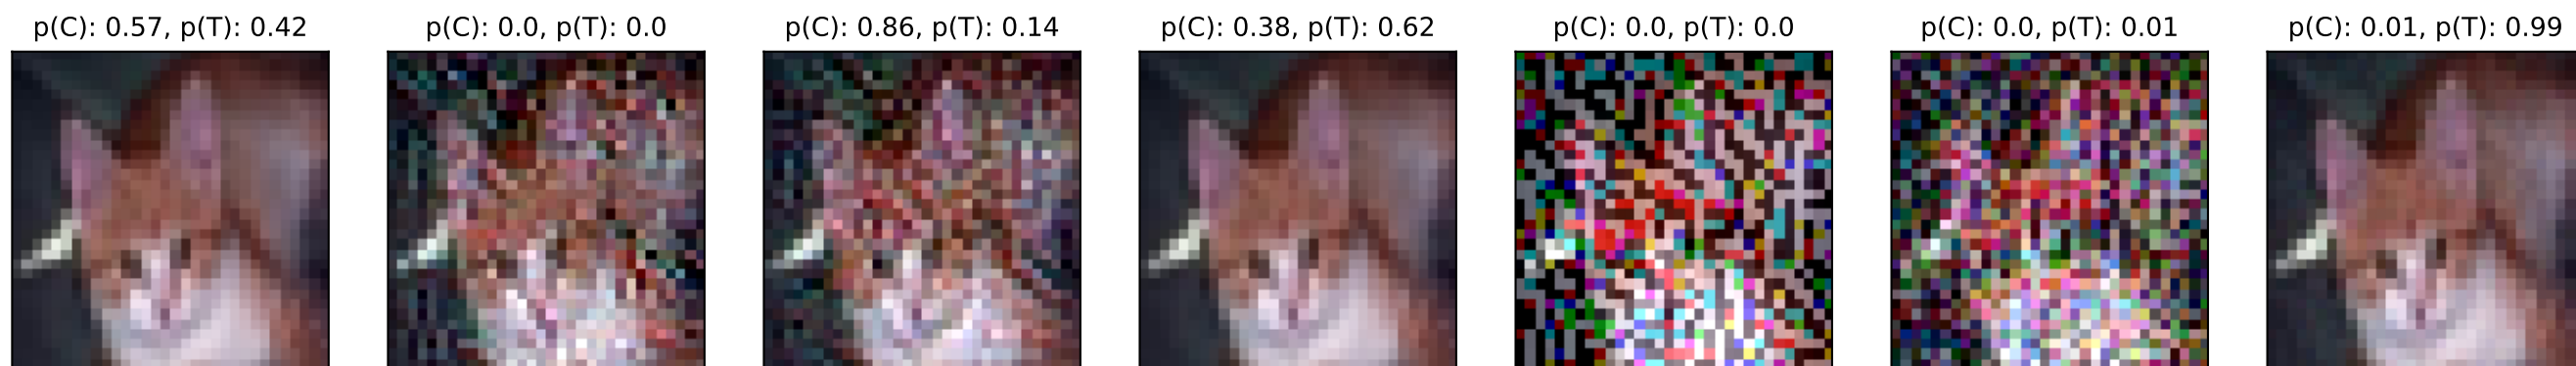 p(C): 0.57, p(T): 0.42
p(C): 0.0, p(T): 0.0
p(C): 0.86, p(T): 0.14
p(C): 0.38, p(T): 0.62
p(C): 0.0, p(T): 0.0
p(C): 0.0, p(T): 0.01
p(C): 0.01, p(T): 0.99